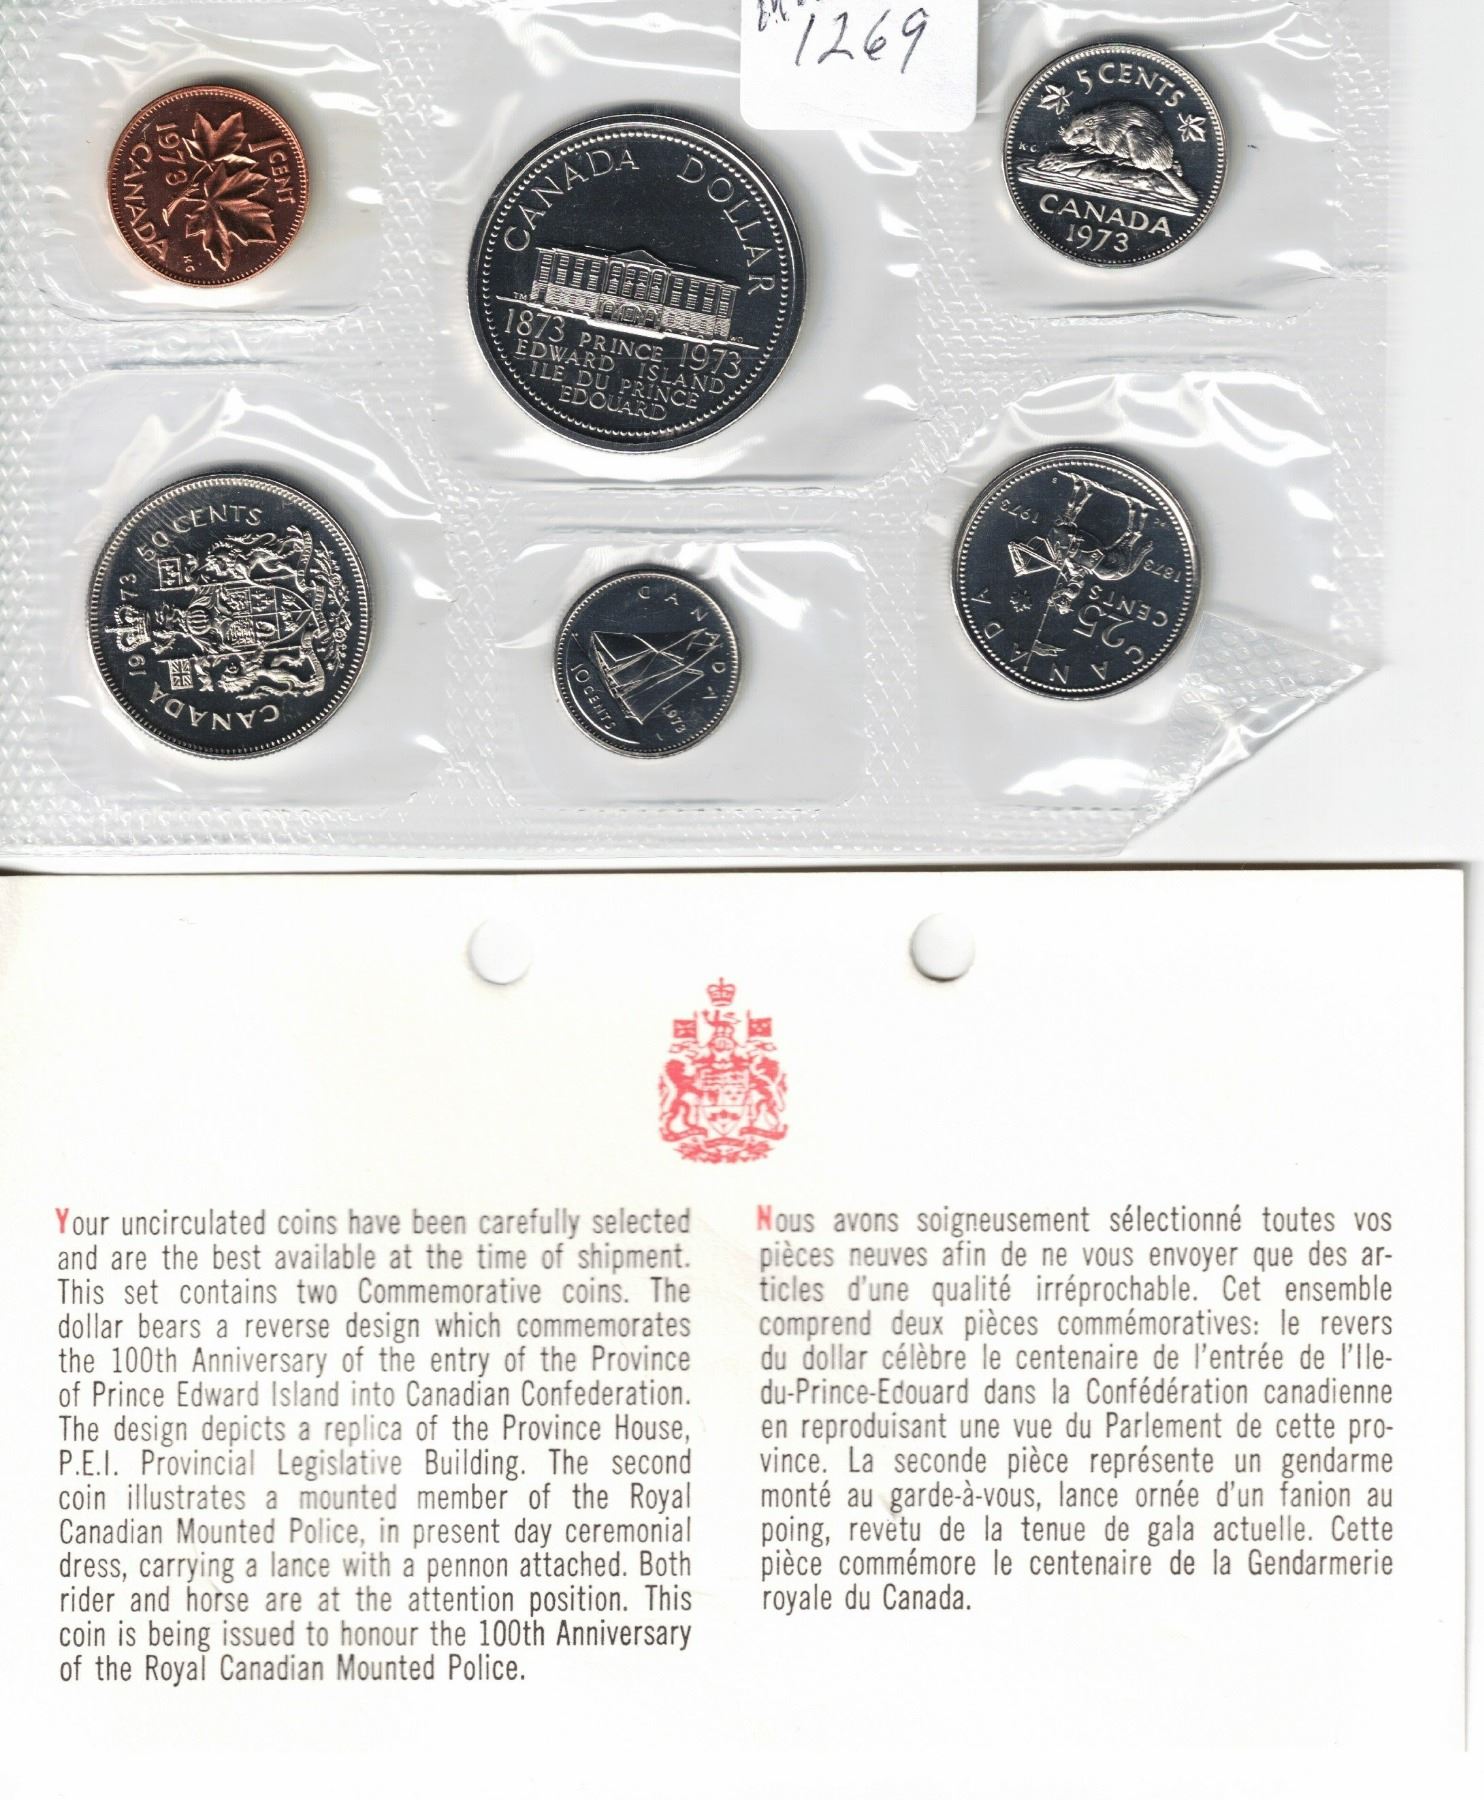 1269
1 CENT
1973
CANADA
KG
CANADA DOLLAR
TM
WC
1873 PRINCE 1973
EDWARD ISLAND
ILE DU PRINCE
EDOUARD
5 CENTS
K G
CANADA
1973
50 CENTS
1973
CANADA
CANADA
10 CENTS
1973
CANADA
25
CENTS
1873
1973
Your uncirculated coins have been carefully selected
and are the best available at the time of shipment.
This set contains two Commemorative coins. The
dollar bears a reverse design which commemorates
the 100th Anniversary of the entry of the Province
of Prince Edward Island into Canadian Confederation.
The design depicts a replica of the Province House,
P.E.I. Provincial Legislative Building. The second
coin illustrates a mounted member of the Royal
Canadian Mounted Police, in present day ceremonial
dress, carrying a lance with a pennon attached. Both
rider and horse are at the attention position. This
coin is being issued to honour the 100th Anniversary
of the Royal Canadian Mounted Police.
Nous avons soigneusement sélectionné toutes vos
pièces neuves afin de ne vous envoyer que des ar-
ticles d'une qualité irréprochable. Cet ensemble
comprend deux pièces commémoratives: le revers
du dollar célèbre le centenaire de l'entrée de l'Ile-
du-Prince-Edouard dans la Confédération canadienne
en reproduisant une vue du Parlement de cette pro-
vince. La seconde pièce représente un gendarme
monté au garde-à-vous, lance ornée d'un fanion au
poing, revêtu de la tenue de gala actuelle. Cette
pièce commémore le centenaire de la Gendarmerie
royale du Canada.